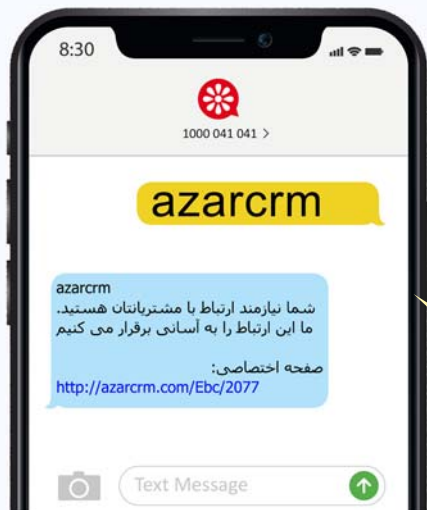 8:30
1000 041 041 >
azarcrm
azarcrm
شما نیازمند ارتباط با مشتریانتان هستید.
ما این ارتباط را به آسانی برقرار می کنیم
صفحه اختصاصی:
http://azarcrm.com/Ebc/2077
Text Message